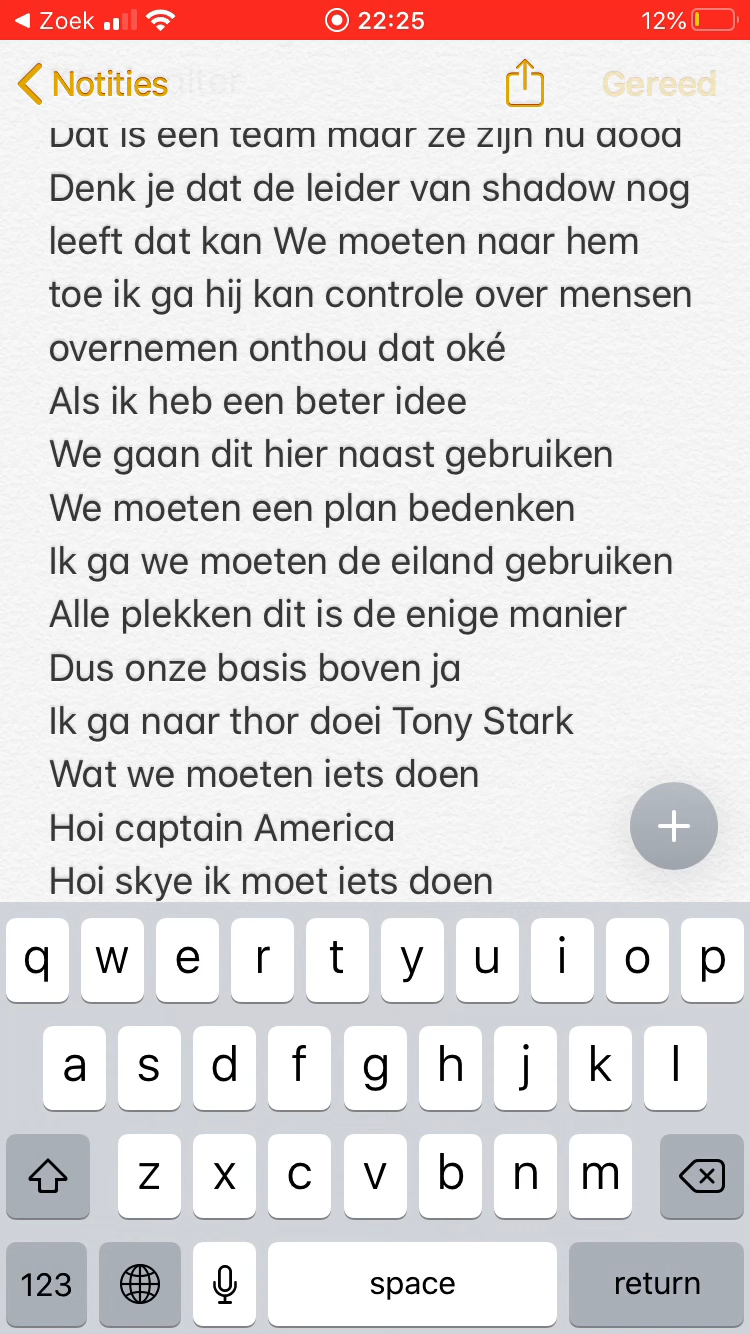 Zoek
22:25
12%
Notities
Gereed
Dat is een team maar ze zijn nu dood
Denk je dat de leider van shadow nog
leeft dat kan We moeten naar hem
toe ik ga hij kan controle over mensen
overnemen onthou dat oké
Als ik heb een beter idee
We gaan dit hier naast gebruiken
We moeten een plan bedenken
Ik ga we moeten de eiland gebruiken
Alle plekken dit is de enige manier
Dus onze basis boven ja
Ik ga naar thor doei Tony Stark
Wat we moeten iets doen
Hoi captain America
Hoi skye ik moet iets doen
q w e r t y u i o p
a s d f g h j k l
z x c v b n m
123 space return